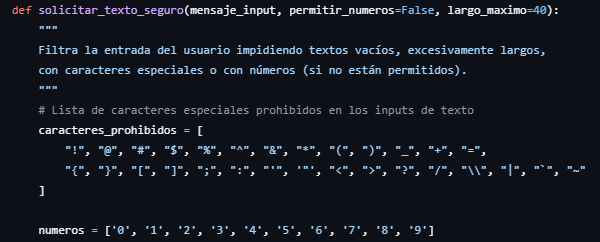 def solicitar_texto_seguro(mensaje_input, permitir_numeros=False, largo_maximo=40):
"""
Filtra la entrada del usuario impidiendo textos vacíos, excesivamente largos,
con caracteres especiales o con números (si no están permitidos).
"""
# Lista de caracteres especiales prohibidos en los inputs de texto
caracteres_prohibidos = [
"!", "@", "#", "$", "%", "^", "&", "*", "(", ")", "_", "+", "=",
"{", "}", "[", "]", ";", ":", "'", '"', "<", ">", "?", "/", "\\", "|", "`", "~"
]
numeros = ['0', '1', '2', '3', '4', '5', '6', '7', '8', '9']